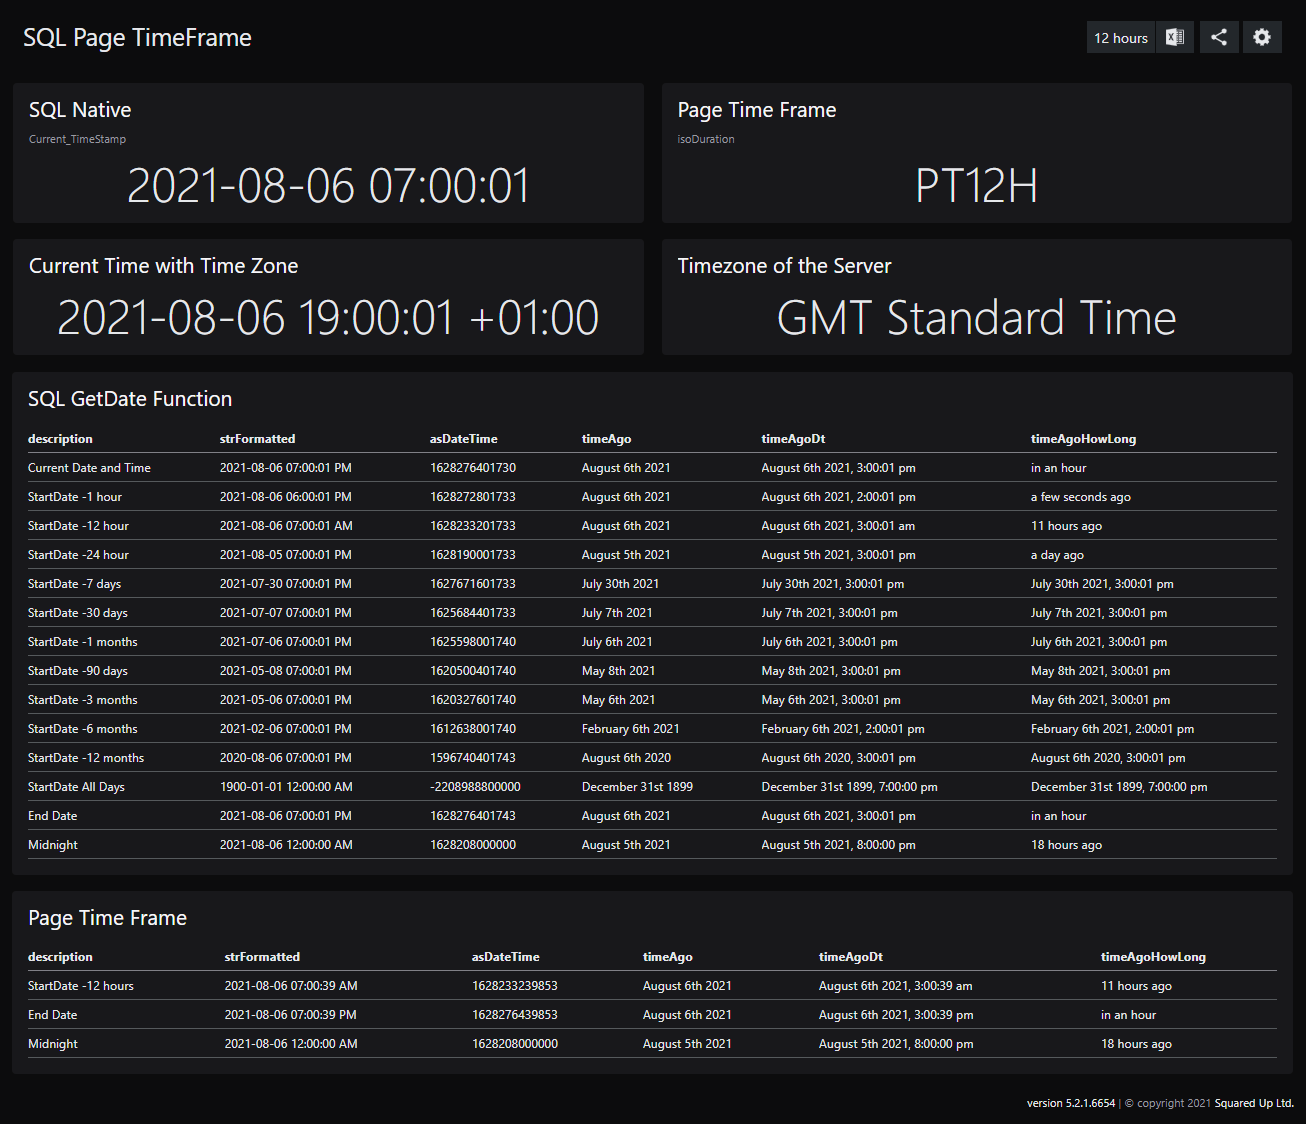 SQL Page TimeFrame
12 hours
SQL Native
Current_TimeStamp
2021-08-06 07:00:01
Page Time Frame
isoDuration
PT12H
Current Time with Time Zone
2021-08-06 19:00:01 +01:00
Timezone of the Server
GMT Standard Time
SQL GetDate Function
description strFormatted asDateTime timeAgo timeAgoDt timeAgoHowLong
Current Date and Time 2021-08-06 07:00:01 PM 1628276401730 August 6th 2021 August 6th 2021, 3:00:01 pm in an hour
StartDate -1 hour 2021-08-06 06:00:01 PM 1628272801733 August 6th 2021 August 6th 2021, 2:00:01 pm a few seconds ago
StartDate -12 hour 2021-08-06 07:00:01 AM 1628233201733 August 6th 2021 August 6th 2021, 3:00:01 am 11 hours ago
StartDate -24 hour 2021-08-05 07:00:01 PM 1628190001733 August 5th 2021 August 5th 2021, 3:00:01 pm a day ago
StartDate -7 days 2021-07-30 07:00:01 PM 1627671601733 July 30th 2021 July 30th 2021, 3:00:01 pm July 30th 2021, 3:00:01 pm
StartDate -30 days 2021-07-07 07:00:01 PM 1625684401733 July 7th 2021 July 7th 2021, 3:00:01 pm July 7th 2021, 3:00:01 pm
StartDate -1 months 2021-07-06 07:00:01 PM 1625598001740 July 6th 2021 July 6th 2021, 3:00:01 pm July 6th 2021, 3:00:01 pm
StartDate -90 days 2021-05-08 07:00:01 PM 1620500401740 May 8th 2021 May 8th 2021, 3:00:01 pm May 8th 2021, 3:00:01 pm
StartDate -3 months 2021-05-06 07:00:01 PM 1620327601740 May 6th 2021 May 6th 2021, 3:00:01 pm May 6th 2021, 3:00:01 pm
StartDate -6 months 2021-02-06 07:00:01 PM 1612638001740 February 6th 2021 February 6th 2021, 2:00:01 pm February 6th 2021, 2:00:01 pm
StartDate -12 months 2020-08-06 07:00:01 PM 1596740401743 August 6th 2020 August 6th 2020, 3:00:01 pm August 6th 2020, 3:00:01 pm
StartDate All Days 1900-01-01 12:00:00 AM -2208988800000 December 31st 1899 December 31st 1899, 7:00:00 pm December 31st 1899, 7:00:00 pm
End Date 2021-08-06 07:00:01 PM 1628276401743 August 6th 2021 August 6th 2021, 3:00:01 pm in an hour
Midnight 2021-08-06 12:00:00 AM 1628208000000 August 5th 2021 August 5th 2021, 8:00:00 pm 18 hours ago
Page Time Frame
description strFormatted asDateTime timeAgo timeAgoDt timeAgoHowLong
StartDate -12 hours 2021-08-06 07:00:39 AM 1628233239853 August 6th 2021 August 6th 2021, 3:00:39 am 11 hours ago
End Date 2021-08-06 07:00:39 PM 1628276439853 August 6th 2021 August 6th 2021, 3:00:39 pm in an hour
Midnight 2021-08-06 12:00:00 AM 1628208000000 August 5th 2021 August 5th 2021, 8:00:00 pm 18 hours ago
version 5.2.1.6654 | © copyright 2021 Squared Up Ltd.